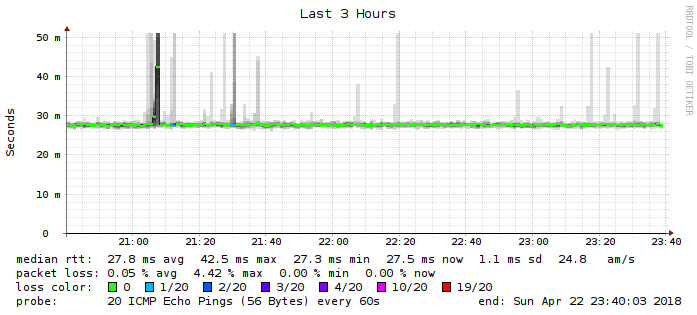 Last 3 Hours
RRDTOOL / TOBI OETIKER
Seconds
50 m
40 m
30 m
20 m
10 m
0
21:00 21:20 21:40 22:00 22:20 22:40 23:00 23:20 23:40
median rtt: 27.8 ms avg 42.5 ms max 27.3 ms min 27.5 ms now 1.1 ms sd 24.8 am/s
packet loss: 0.05 % avg 4.42 % max 0.00 % min 0.00 % now
loss color: 0 1/20 2/20 3/20 4/20 10/20 19/20
probe: 20 ICMP Echo Pings (56 Bytes) every 60s end: Sun Apr 22 23:40:03 2018